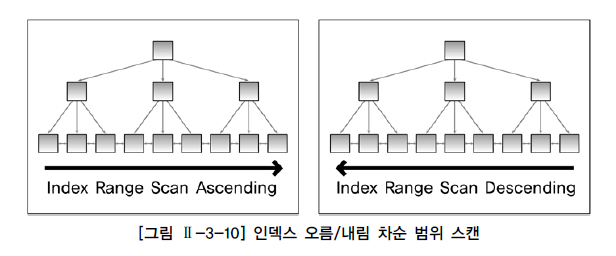 Index Range Scan Ascending
Index Range Scan Descending
[그림 Ⅱ-3-10] 인덱스 오름/내림 차순 범위 스캔